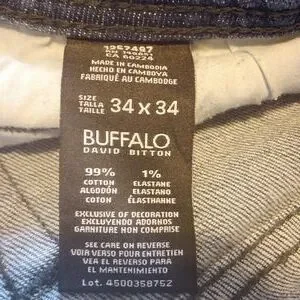 CA 60224
MADE IN CAMBODIA
HECHO EN CAMBOYA
FABRIQUÉ AU CAMBODGE
SIZE
TALLA
TAILLE
34 x 34
BUFFALO
DAVID BITTON
99% 1%
COTTON ELASTANE
ALGODÓN ELASTANO
COTON ÉLASTHANNE
EXCLUSIVE OF DECORATION
EXCLUYENDO ADORNOS
GARNITURE NON COMPRISE
SEE CARE ON REVERSE
VOIR VERSO POUR ENTRETIEN
VEA EL REVERSO PARA EL
MANTENIMIENTO
Lot. 4500358752